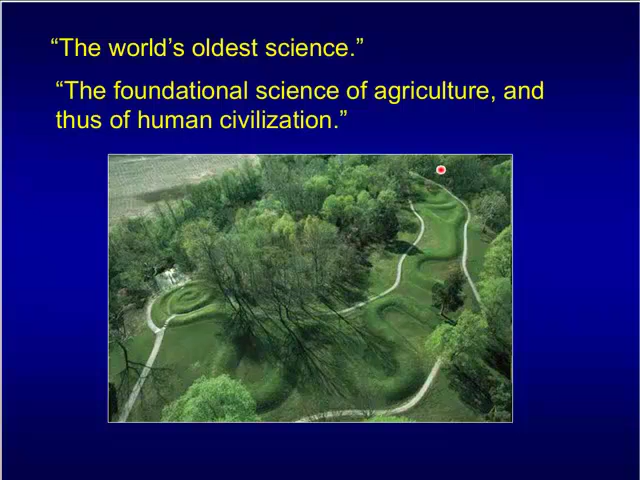 “The world’s oldest science.”
“The foundational science of agriculture, and
thus of human civilization.”